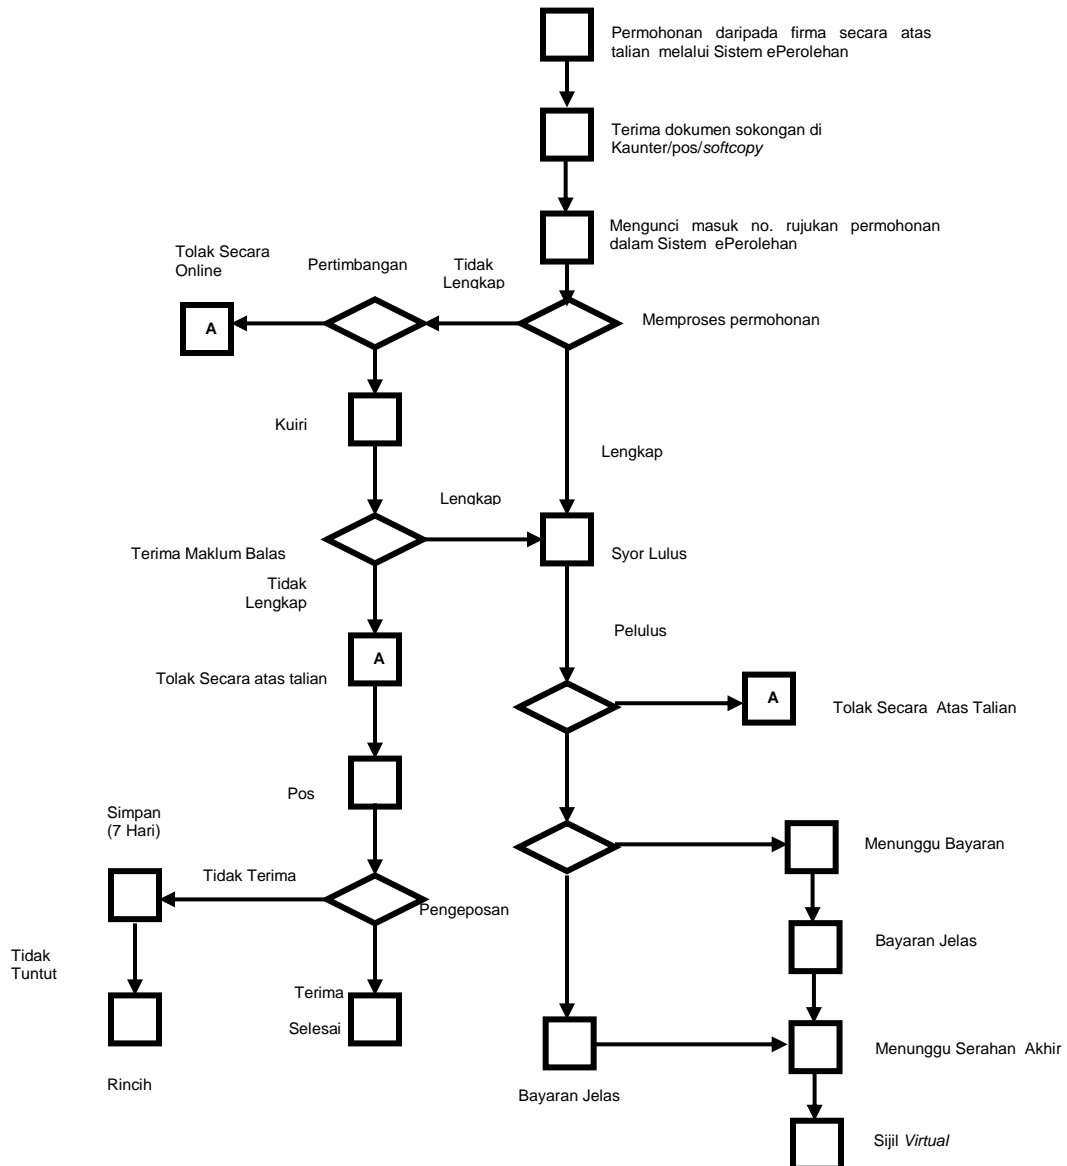 Permohonan daripada firma secara atas
talian melalui Sistem ePerolehan
Terima dokumen sokongan di
Kaunter/pos/softcopy
Mengunci masuk no. rujukan permohonan
dalam Sistem ePerolehan
Tolak Secara
Online
Pertimbangan
Tidak
Lengkap
A
Memproses permohonan
Kuiri
Lengkap
Lengkap
Terima Maklum Balas
Syor Lulus
Tidak
Lengkap
Pelulus
A
Tolak Secara atas talian
A
Tolak Secara Atas Talian
Pos
Simpan
(7 Hari)
Menunggu Bayaran
Tidak Terima
Pengeposan
Bayaran Jelas
Tidak
Tuntut
Terima
Selesai
Menunggu Serahan Akhir
Rincih
Bayaran Jelas
Sijil Virtual